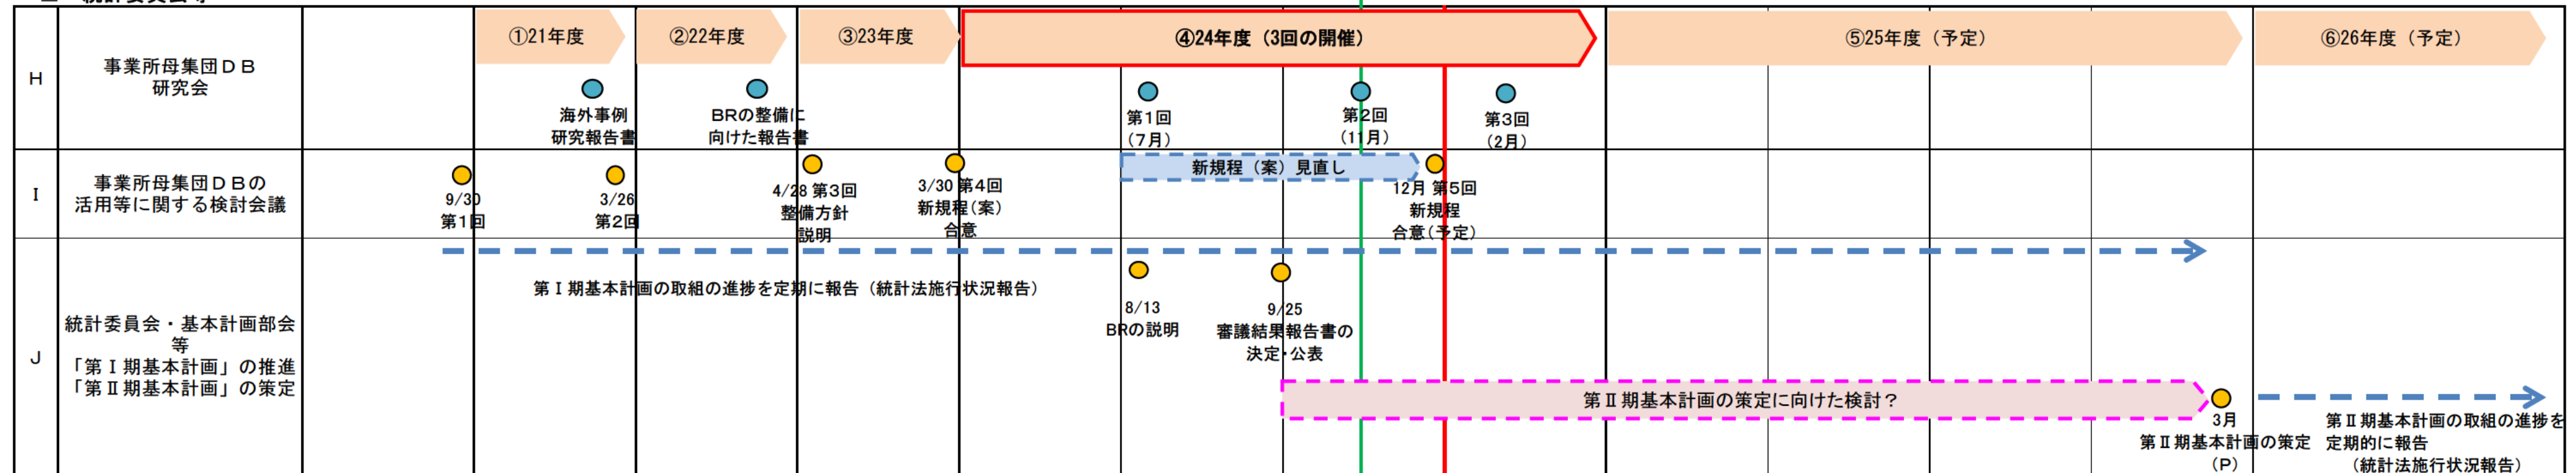 ①21年度
②22年度
③23年度
④24年度（3回の開催）
⑤25年度（予定）
⑥26年度（予定）
H
事業所母集団ＤＢ
研究会
海外事例
研究報告書
BRの整備に
向けた報告書
第1回
（7月）
第2回
（11月）
第3回
（2月）
I
事業所母集団ＤＢの
活用等に関する検討会議
9/30
第1回
3/26
第2回
4/28 第3回
整備方針
説明
3/30 第4回
新規程（案）
合意
新規程（案）見直し
12月 第5回
新規程
合意（予定）
J
統計委員会・基本計画部会
等
「第Ⅰ期基本計画」の推進
「第Ⅱ期基本計画」の策定
第Ⅰ期基本計画の取組の進捗を定期に報告（統計法施行状況報告）
8/13
BRの説明
9/25
審議結果報告書の
決定・公表
第Ⅱ期基本計画の策定に向けた検討？
3月
第Ⅱ期基本計画の策定
（P）
第Ⅱ期基本計画の取組の進捗を
定期的に報告
（統計法施行状況報告）